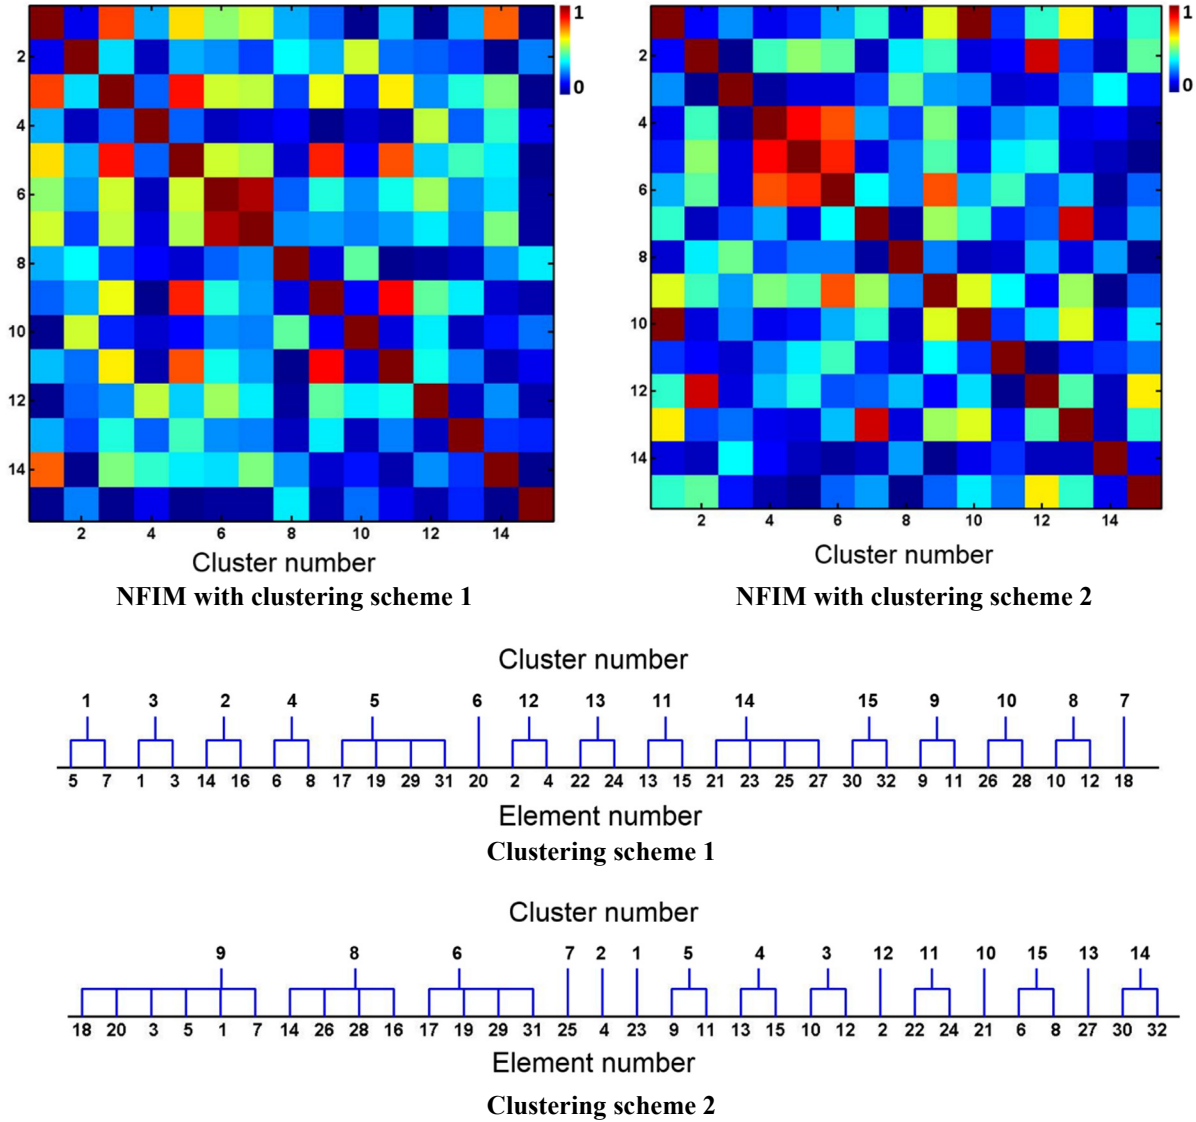 1
0
2
4
6
8
10
12
14
2 4 6 8 10 12 14
Cluster number
NFIM with clustering scheme 1
1
0
2
4
6
8
10
12
14
2 4 6 8 10 12 14
Cluster number
NFIM with clustering scheme 2
Cluster number
1 3 2 4 5 6 12 13 11 14 15 9 10 8 7
5 7 1 3 14 16 6 8 17 19 29 31 20 2 4 22 24 13 15 21 23 25 27 30 32 9 11 26 28 10 12 18
Element number
Clustering scheme 1
Cluster number
9 8 6 7 2 1 5 4 3 12 11 10 15 13 14
18 20 3 5 1 7 14 26 28 16 17 19 29 31 25 4 23 9 11 13 15 10 12 2 22 24 21 6 8 27 30 32
Element number
Clustering scheme 2